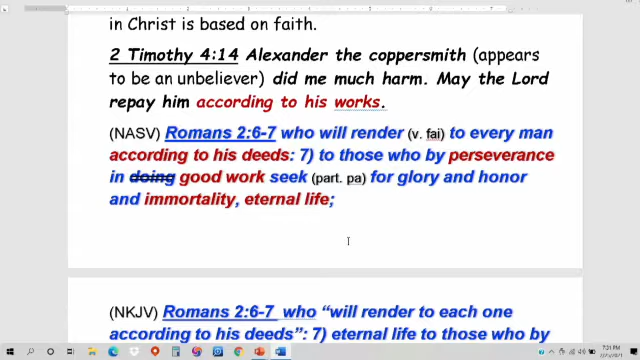 in Christ is based on faith.
2 Timothy 4:14 Alexander the coppersmith (appears
to be an unbeliever) did me much harm. May the Lord
repay him according to his works.
(NASV) Romans 2:6-7 who will render (v. fai) to every man
according to his deeds: 7) to those who by perseverance
in doing good work seek (part. pa) for glory and honor
and immortality, eternal life;
(NKJV) Romans 2:6-7 who “will render to each one
according to his deeds”: 7) eternal life to those who by
7:31 PM